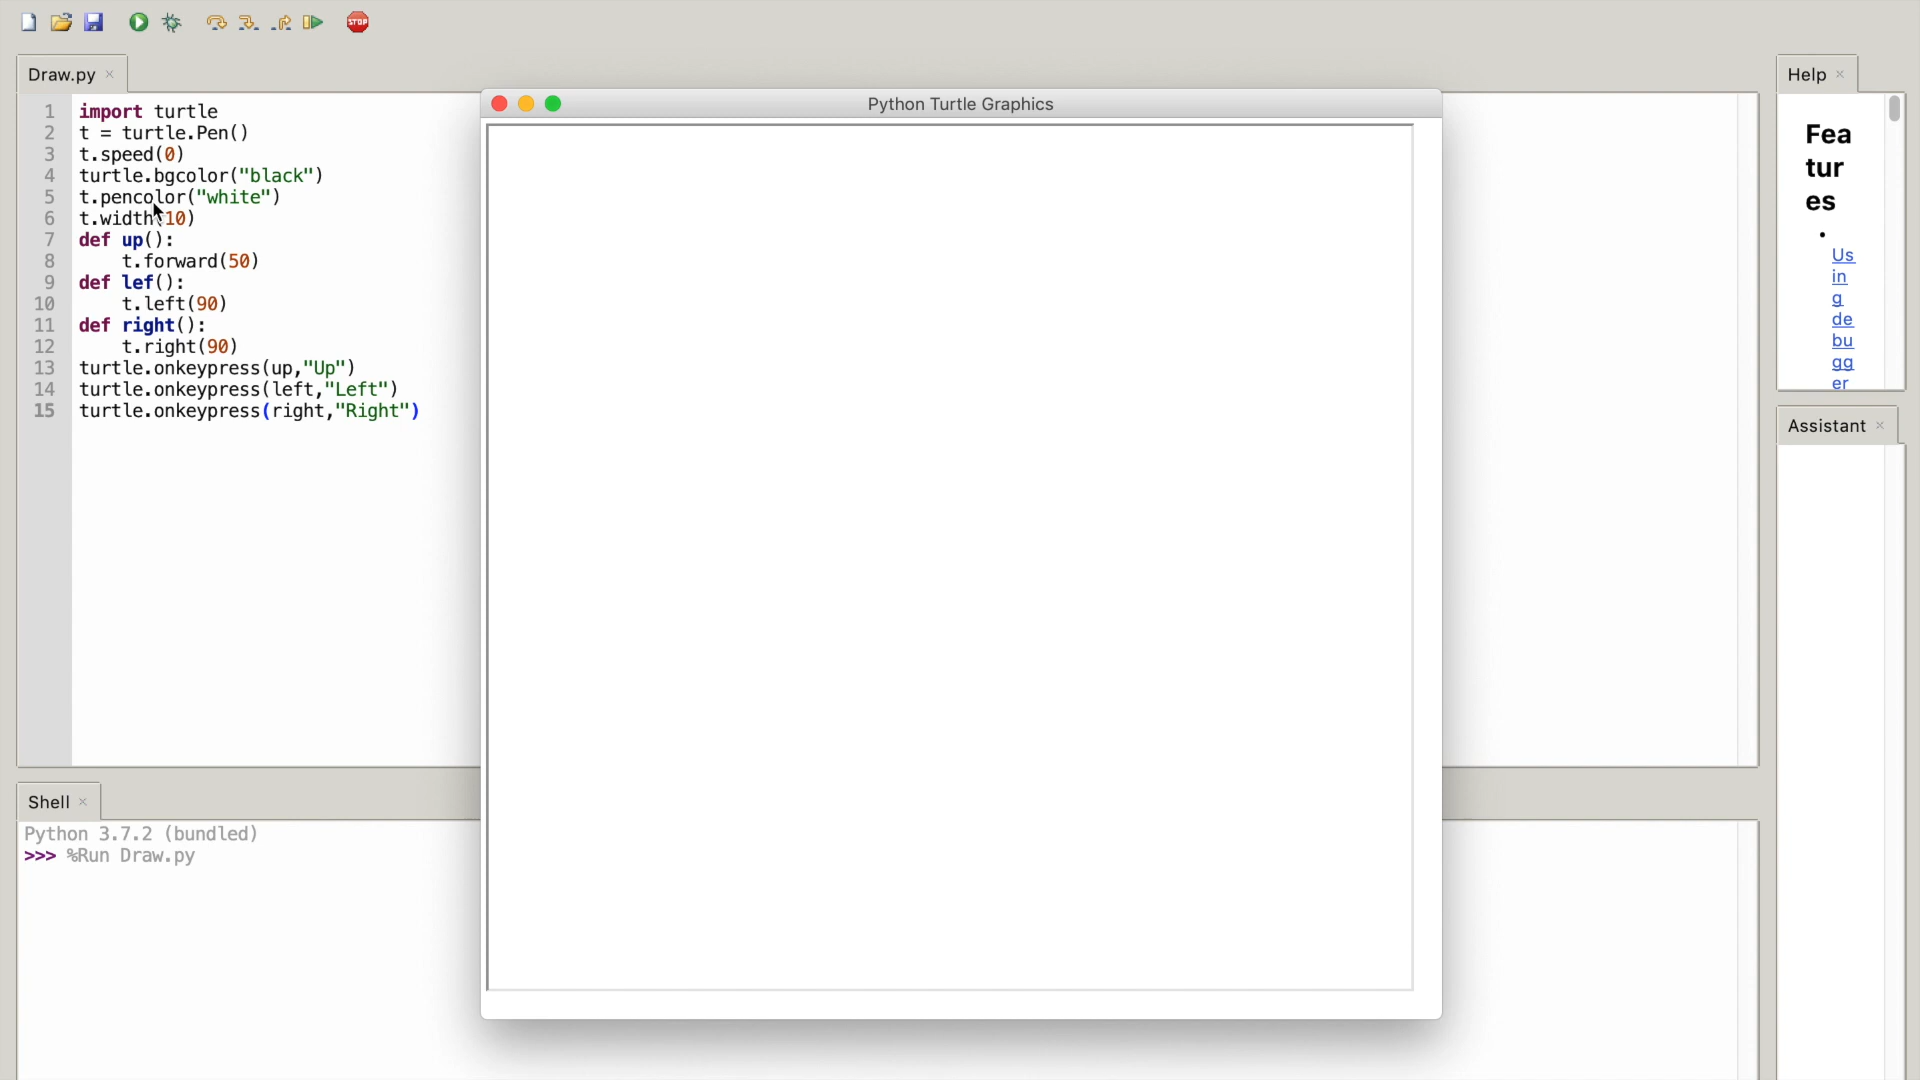 STOP
Draw.py
1 import turtle
2 t = turtle.Pen()
3 t.speed(0)
4 turtle.bgcolor("black")
5 t.pencolor("white")
6 t.width(10)
7 def up():
8     t.forward(50)
9 def lef():
10     t.left(90)
11 def right():
12     t.right(90)
13 turtle.onkeypress(up,"Up")
14 turtle.onkeypress(left,"Left")
15 turtle.onkeypress(right,"Right")
Python Turtle Graphics
Help
Fea
tur
es
Us
in
g
de
bu
gg
er
Assistant
Shell
Python 3.7.2 (bundled)
>>> %Run Draw.py